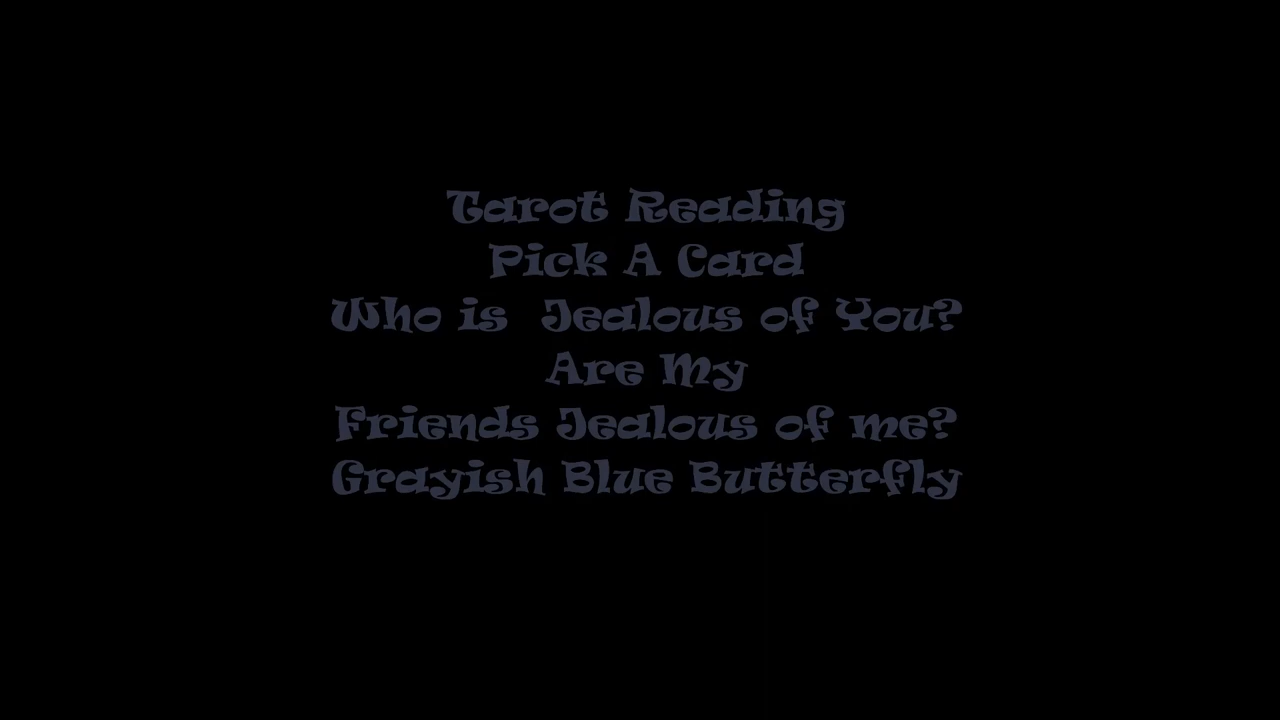 Tarot Reading
Pick A Card
Who is  Jealous of You?
Are My
Friends Jealous of me?
Grayish Blue Butterfly